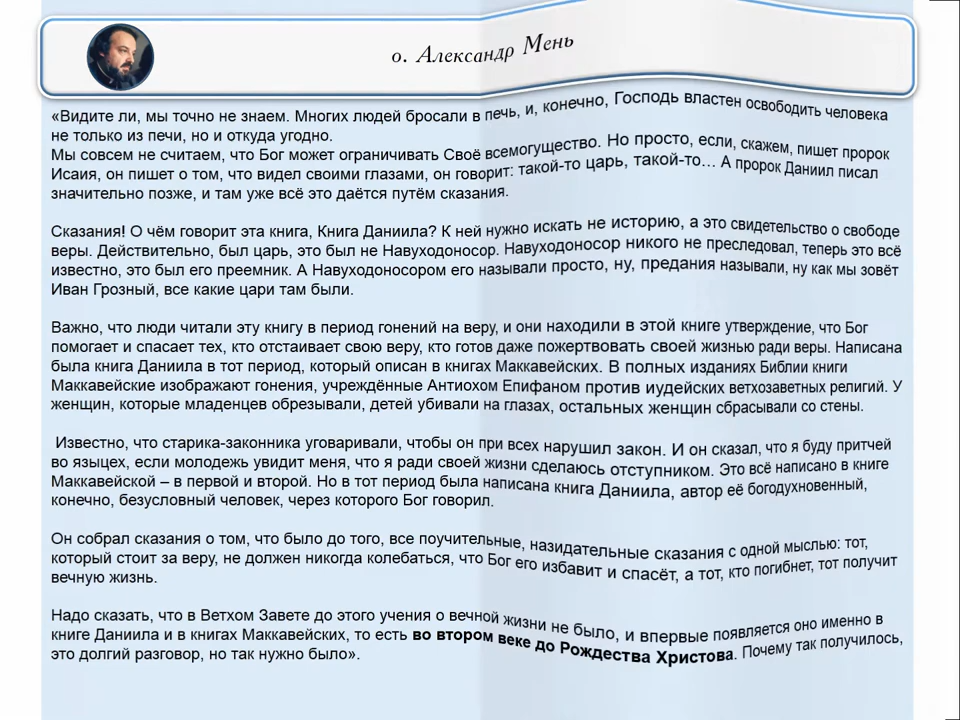 о. Александр Мень
«Видите ли, мы точно не знаем. Многих людей бросали в печь, и, конечно, Господь властен освободить человека
не только из печи, но и откуда угодно.
Мы совсем не считаем, что Бог может ограничивать Своё всемогущество. Но просто, если, скажем, пишет пророк
Исаия, он пишет о том, что видел своими глазами, он говорит: такой-то царь, такой-то… А пророк Даниил писал
значительно позже, и там уже всё это даётся путём сказания.
Сказания! О чём говорит эта книга, Книга Даниила? К ней нужно искать не историю, а это свидетельство о свободе
веры. Действительно, был царь, это был не Навуходоносор. Навуходоносор никого не преследовал, теперь это всё
известно, это был его преемник. А Навуходоносором его называли просто, ну, предания называли, ну как мы зовёт
Иван Грозный, все какие цари там были.
Важно, что люди читали эту книгу в период гонений на веру, и они находили в этой книге утверждение, что Бог
помогает и спасает тех, кто отстаивает свою веру, кто готов даже пожертвовать своей жизнью ради веры. Написана
была книга Даниила в тот период, который описан в книгах Маккавейских. В полных изданиях Библии книги
Маккавейские изображают гонения, учреждённые Антиохом Епифаном против иудейских ветхозаветных религий. У
женщин, которые младенцев обрезывали, детей убивали на глазах, остальных женщин сбрасывали со стены.
Известно, что старика-законника уговаривали, чтобы он при всех нарушил закон. И он сказал, что я буду притчей
во языцех, если молодежь увидит меня, что я ради своей жизни сделаюсь отступником. Это всё написано в книге
Маккавейской – в первой и второй. Но в тот период была написана книга Даниила, автор её богодухновенный,
конечно, безусловный человек, через которого Бог говорил.
Он собрал сказания о том, что было до того, все поучительные, назидательные сказания с одной мыслью: тот,
который стоит за веру, не должен никогда колебаться, что Бог его избавит и спасёт, а тот, кто погибнет, тот получит
вечную жизнь.
Надо сказать, что в Ветхом Завете до этого учения о вечной жизни не было, и впервые появляется оно именно в
книге Даниила и в книгах Маккавейских, то есть во втором веке до Рождества Христова. Почему так получилось,
это долгий разговор, но так нужно было».